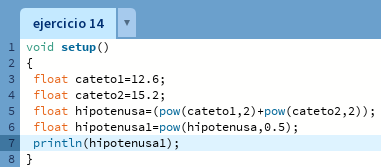 ejercicio 14
1 void setup()
2 {
3 float cateto1=12.6;
4 float cateto2=15.2;
5 float hipotenusa=(pow(cateto1,2)+pow(cateto2,2));
6 float hipotenusa1=pow(hipotenusa,0.5);
7 println(hipotenusa1);
8 }